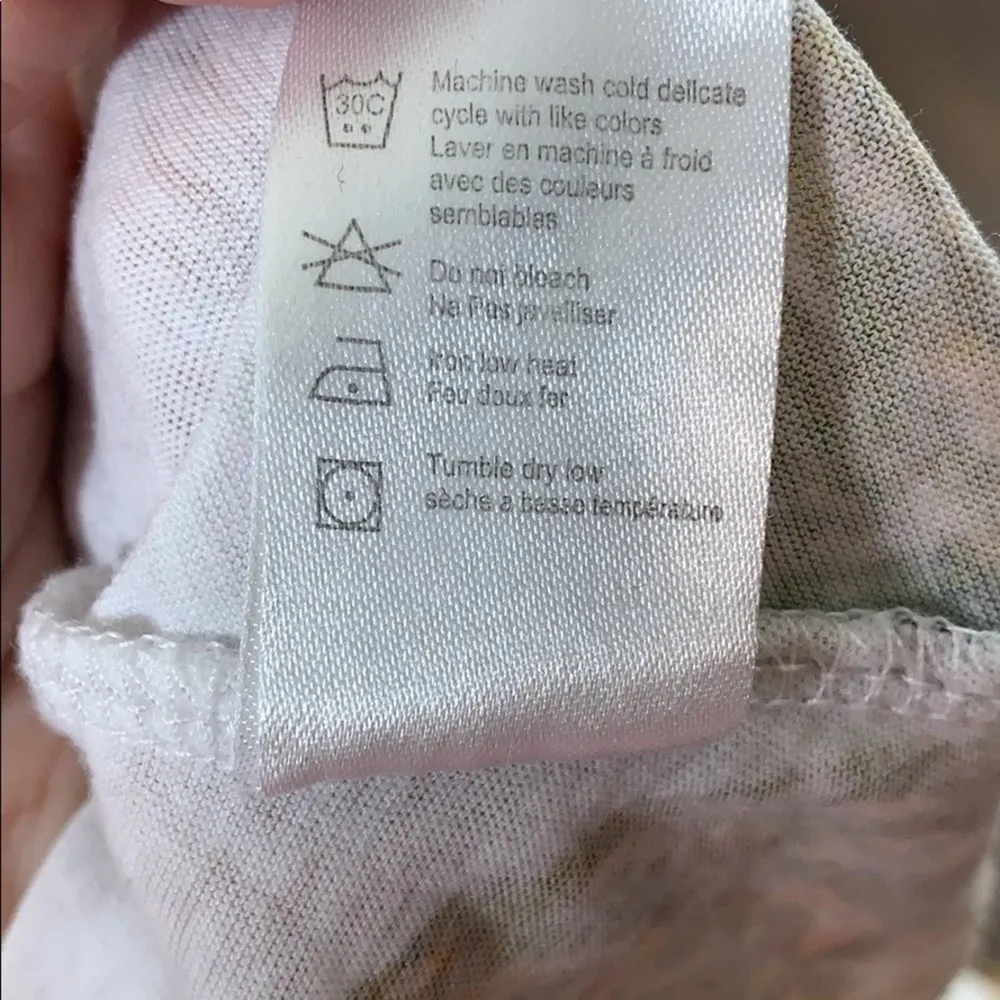 30C
Machine wash cold delicate
cycle with like colors
Laver en machine à froid
avec des couleurs
semblables
Do not bleach
Ne Pas javelliser
Iron low heat
Feu doux fer
Tumble dry low
sèche a basso température